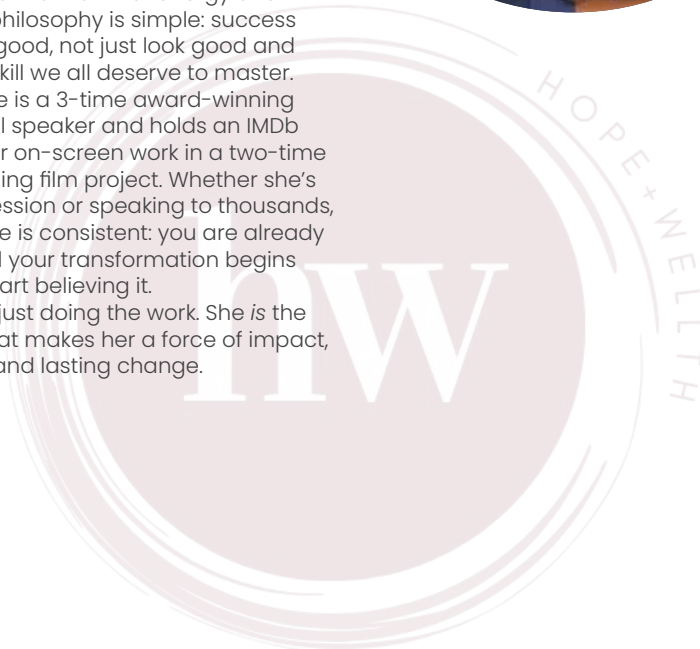 philosophy is simple: success
good, not just look good and
kill we all deserve to master.
e is a 3-time award-winning
l speaker and holds an IMDb
r on-screen work in a two-time
ing film project. Whether she's
ession or speaking to thousands,
e is consistent: you are already
your transformation begins
art believing it.
just doing the work. She is the
at makes her a force of impact,
and lasting change.
hw
HOPE+WELLTH